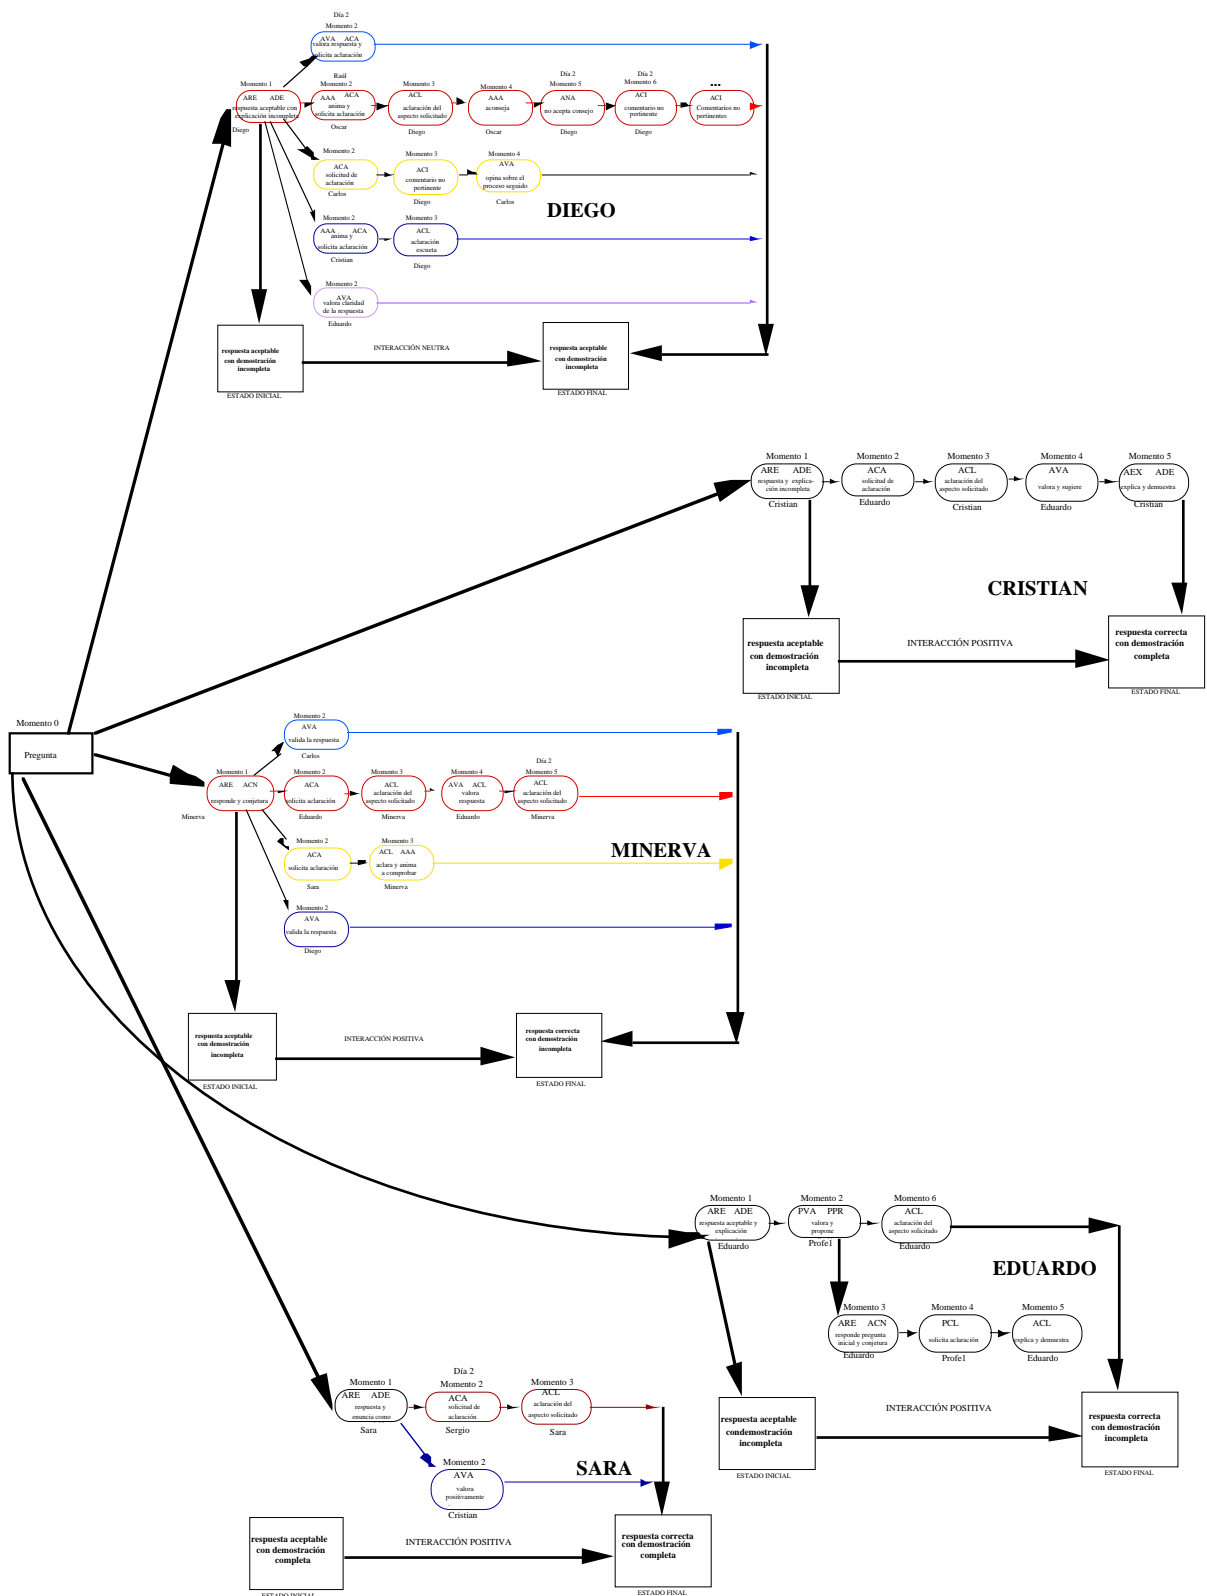 Día 2
Momento 2
AVA ACA
valora respuesta y
solicita aclaración
Raúl
Momento 1
ARE ADE
respuesta aceptable con
explicación incompleta
Diego
Momento 2
AAA ACA
anima y
solicita aclaración
Oscar
Momento 3
ACL
aclaración del
aspecto solicitado
Diego
Momento 4
AAA
aconseja
Oscar
Día 2
Momento 5
ANA
no acepta consejo
Diego
Día 2
Momento 6
ACI
comentario no
pertinente
Diego
...
ACI
Comentarios no
pertinentes
Momento 2
ACA
solicitud de
aclaración
Carlos
Momento 3
ACI
comentario no
pertinente
Diego
Momento 4
AVA
opina sobre el
proceso seguido
Carlos
DIEGO
Momento 2
AAA ACA
anima y
solicita aclaración
Cristian
Momento 3
ACL
aclaración
escueta
Diego
Momento 2
AVA
valora claridad
de la respuesta
Eduardo
respuesta aceptable
con demostración
incompleta
ESTADO INICIAL
INTERACCIÓN NEUTRA
respuesta aceptable
con demostración
incompleta
ESTADO FINAL
Momento 1
ARE ADE
respuesta y explica-
ción incompleta
Cristian
Momento 2
ACA
solicitud de
aclaración
Eduardo
Momento 3
ACL
aclaración del
aspecto solicitado
Cristian
Momento 4
AVA
valora y sugiere
Eduardo
Momento 5
AEX ADE
explica y demuestra
Cristian
CRISTIAN
respuesta aceptable
con demostración
incompleta
ESTADO INICIAL
INTERACCIÓN POSITIVA
respuesta correcta
con demostración
completa
ESTADO FINAL
Momento 0
Pregunta
Momento 2
AVA
valida la respuesta
Carlos
Momento 1
ARE ACN
responde y conjetura
Minerva
Momento 2
ACA
solicita aclaración
Eduardo
Momento 3
ACL
aclaración del
aspecto solicitado
Minerva
Momento 4
AVA ACL
valora
respuesta
Eduardo
Día 2
Momento 5
ACL
aclaración del
aspecto solicitado
Minerva
Momento 2
ACA
solicita aclaración
Sara
Momento 3
ACL AAA
aclara y anima
a comprobar
Minerva
MINERVA
Momento 2
AVA
valida la respuesta
Diego
respuesta aceptable
con demostración
incompleta
ESTADO INICIAL
INTERACCIÓN POSITIVA
respuesta correcta
con demostración
incompleta
ESTADO FINAL
Momento 1
ARE ADE
respuesta aceptable y
explicación
Eduardo
Momento 2
PVA PPR
valora y
propone
Profe1
Momento 6
ACL
aclaración del
aspecto solicitado
Eduardo
EDUARDO
Momento 3
ARE ACN
responde pregunta
inicial y conjetura
Eduardo
Momento 4
PCL
solicita aclaración
Profe1
Momento 5
ACL
explica y demuestra
Eduardo
respuesta aceptable
condemostración
incompleta
ESTADO INICIAL
INTERACCIÓN POSITIVA
respuesta correcta
con demostración
incompleta
ESTADO FINAL
Momento 1
ARE ADE
respuesta y
enuncia como
Sara
Día 2
Momento 2
ACA
solicitud de
aclaración
Sergio
Momento 3
ACL
aclaración del
aspecto solicitado
Sara
Momento 2
AVA
valora
positivamente
Cristian
SARA
respuesta aceptable
con demostración
completa
ESTADO INICIAL
INTERACCIÓN POSITIVA
respuesta correcta
con demostración
completa
ESTADO FINAL